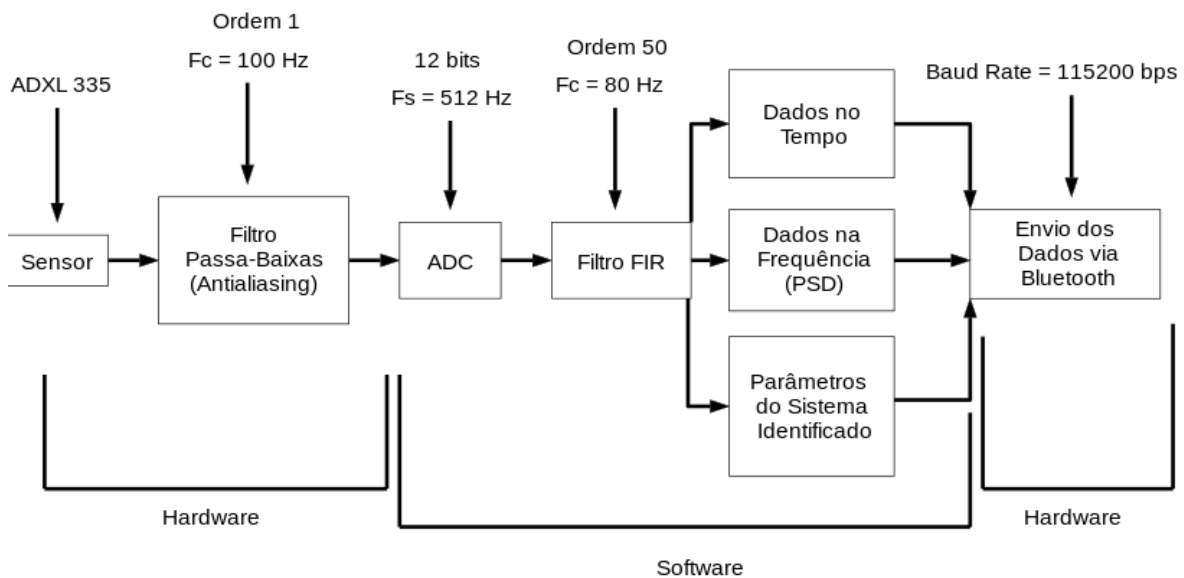 ADXL 335
Ordem 1
Fc = 100 Hz
12 bits
Fs = 512 Hz
Ordem 50
Fc = 80 Hz
Baud Rate = 115200 bps
Sensor
Filtro
Passa-Baixas
(Antialiasing)
ADC
Filtro FIR
Dados no
Tempo
Dados na
Frequência
(PSD)
Parâmetros
do Sistema
Identificado
Envio dos
Dados via
Bluetooth
Hardware
Software
Hardware